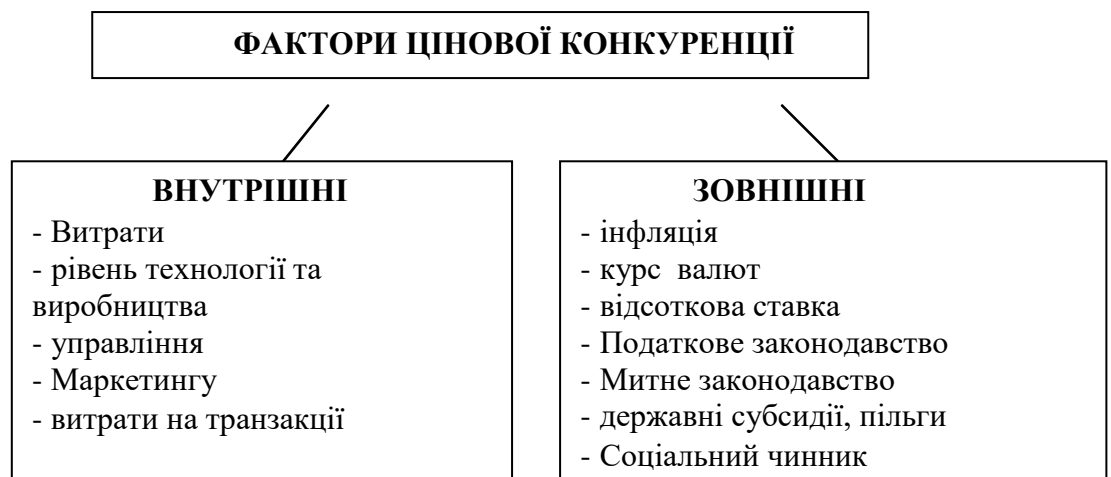 ФАКТОРИ ЦІНОВОЇ КОНКУРЕНЦІЇ
ВНУТРІШНІ
- Витрати
- рівень технології та
виробництва
- управління
- Маркетингу
- витрати на транзакції
ЗОВНІШНІ
- інфляція
- курс  валют
- відсоткова ставка
- Податкове законодавство
- Митне законодавство
- державні субсидії, пільги
- Соціальний чинник